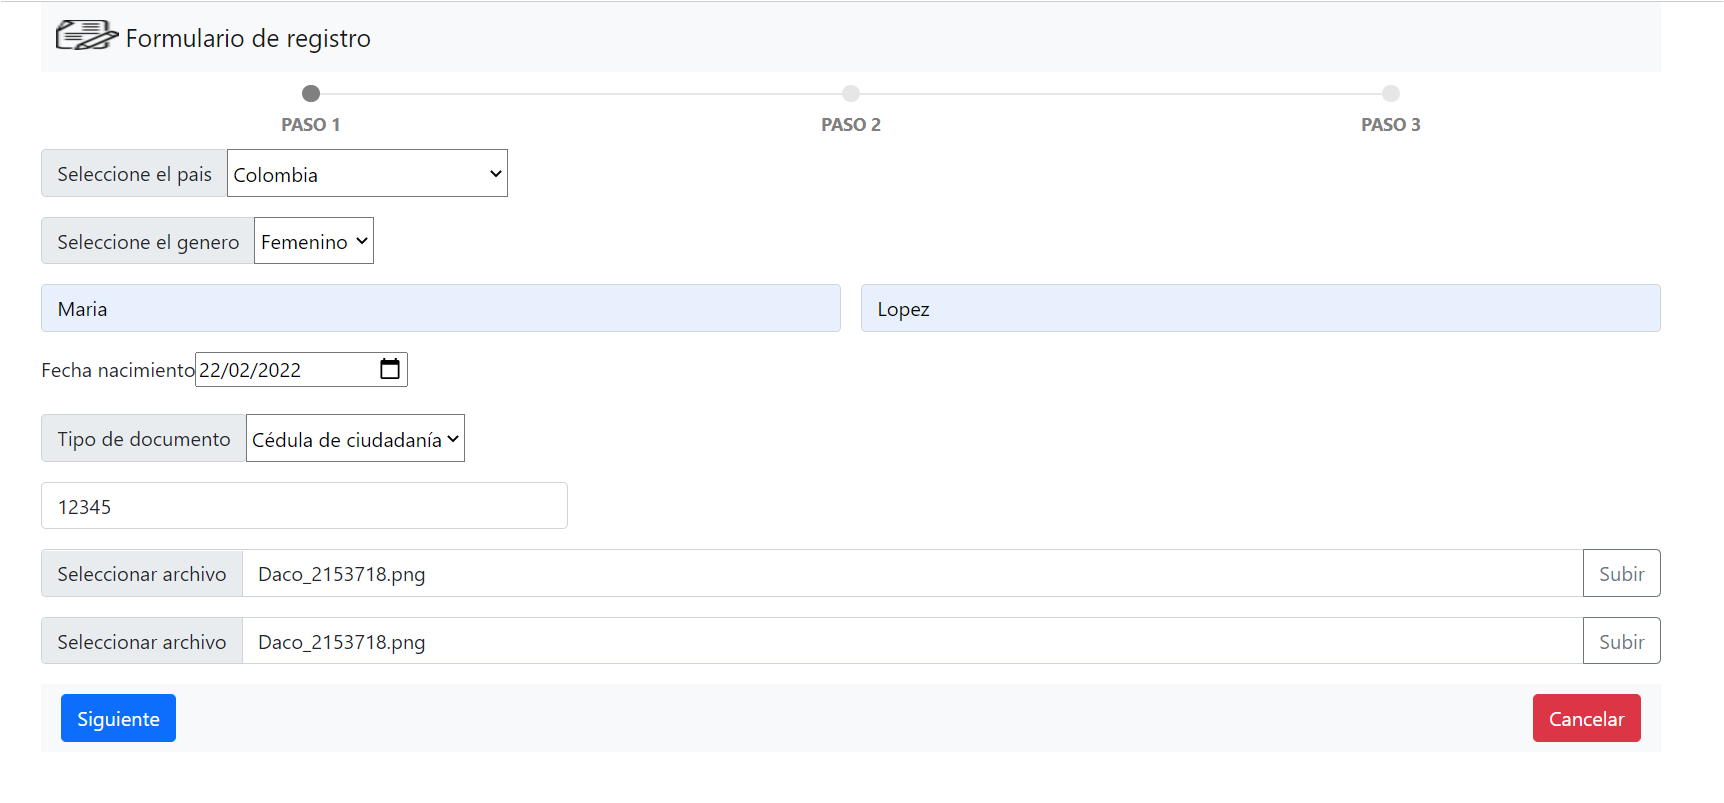 Formulario de registro
PASO 1 PASO 2 PASO 3
Seleccione el pais Colombia
Seleccione el genero Femenino
Maria Lopez
Fecha nacimiento 22/02/2022
Tipo de documento Cédula de ciudadanía
12345
Seleccionar archivo Daco_2153718.png Subir
Seleccionar archivo Daco_2153718.png Subir
Siguiente Cancelar